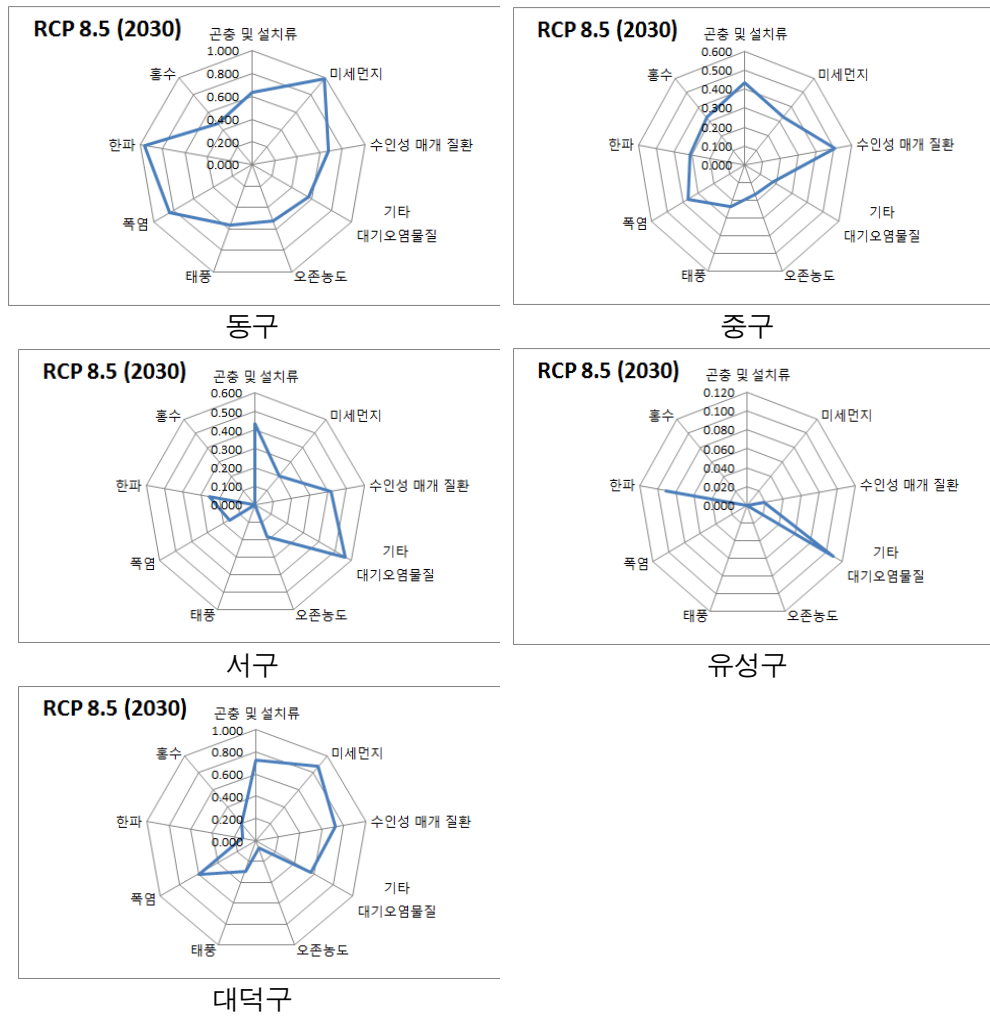 RCP 8.5 (2030)
곤충 및 설치류
1.000
0.800
0.600
0.400
0.200
0.000
미세먼지
수인성 매개 질환
기타
대기오염물질
오존농도
태풍
폭염
한파
홍수
동구
RCP 8.5 (2030)
곤충 및 설치류
0.600
0.500
0.400
0.300
0.200
0.100
0.000
미세먼지
수인성 매개 질환
기타
대기오염물질
오존농도
태풍
폭염
한파
홍수
중구
RCP 8.5 (2030)
곤충 및 설치류
0.600
0.500
0.400
0.300
0.200
0.100
0.000
미세먼지
수인성 매개 질환
기타
대기오염물질
오존농도
태풍
폭염
한파
홍수
서구
RCP 8.5 (2030)
곤충 및 설치류
0.120
0.100
0.080
0.060
0.040
0.020
0.000
미세먼지
수인성 매개 질환
기타
대기오염물질
오존농도
태풍
폭염
한파
홍수
유성구
RCP 8.5 (2030)
곤충 및 설치류
1.000
0.800
0.600
0.400
0.200
0.000
미세먼지
수인성 매개 질환
기타
대기오염물질
오존농도
태풍
폭염
한파
홍수
대덕구